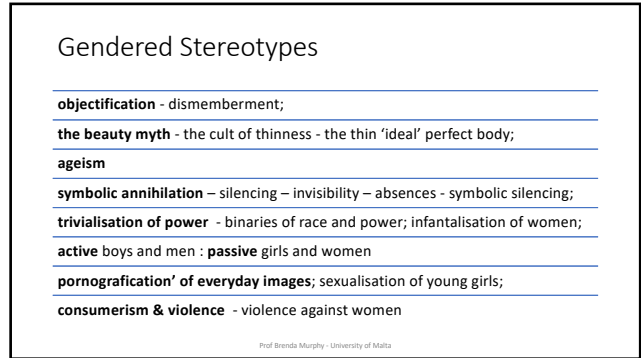 Gendered Stereotypes
objectification - dismemberment;
the beauty myth - the cult of thinness - the thin ‘ideal’ perfect body;
ageism
symbolic annihilation – silencing – invisibility – absences - symbolic silencing;
trivialisation of power - binaries of race and power; infantalisation of women;
active boys and men : passive girls and women
pornografication’ of everyday images; sexualisation of young girls;
consumerism & violence - violence against women
Prof Brenda Murphy - University of Malta